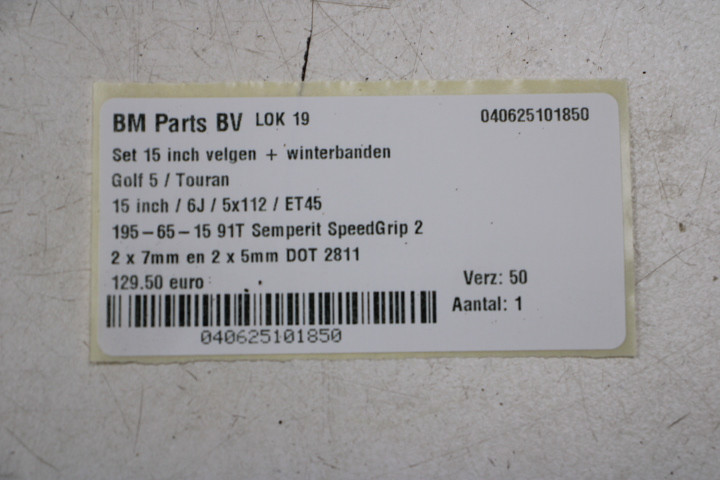 BM Parts BV LOK 19 040625101850
Set 15 inch velgen + winterbanden
Golf 5 / Touran
15 inch / 6J / 5x112 / ET45
195-65-15 91T Semperit SpeedGrip 2
2 x 7mm en 2 x 5mm DOT 2811
129.50 euro Verz: 50
Aantal: 1
040625101850